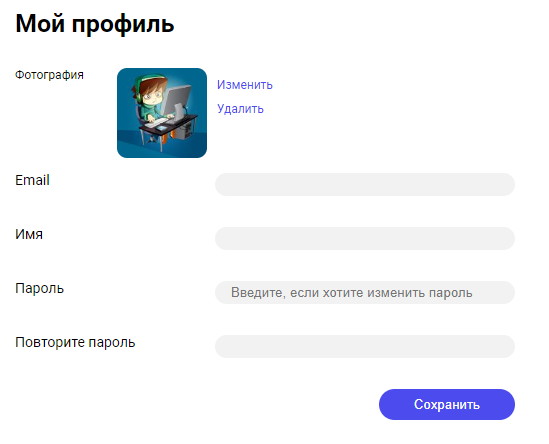 Мой профиль
Фотография
Изменить
Удалить
Email
Имя
Пароль
Введите, если хотите изменить пароль
Повторите пароль
Сохранить